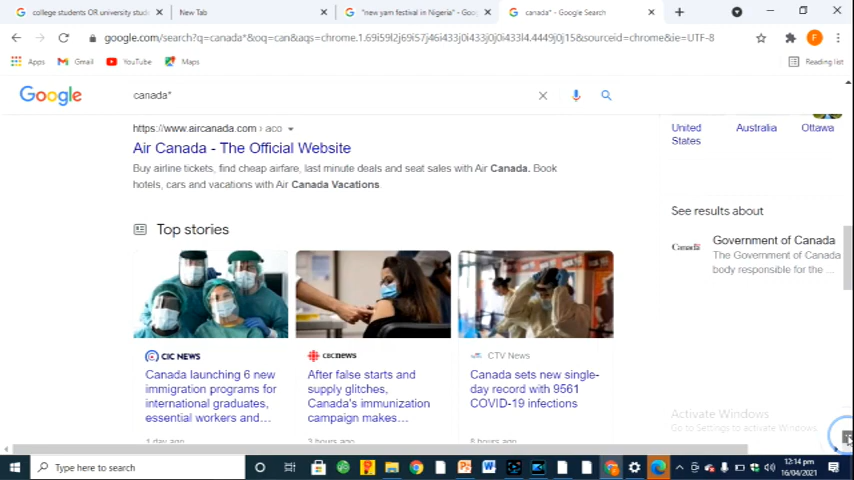 college students OR university stude
New Tab
"new yam festival in Nigeria" - Goo
canada* - Google Search
google.com/search?q=canada*&oq=can&aqs=chrome.1.69i59l2j69i57j46i433j0i433j0j0i433l4.4449j0j15&sourceid=chrome&ie=UTF-8
F
Apps
Gmail
YouTube
Maps
Reading list
Google
canada*
https://www.aircanada.com › aco
Air Canada - The Official Website
Buy airline tickets, find cheap airfare, last minute deals and seat sales with Air Canada. Book
hotels, cars and vacations with Air Canada Vacations
Top stories
CIC NEWS
Canada launching 6 new
immigration programs for
international graduates,
essential workers and...
1 day ago
CBCnews
After false starts and
supply glitches,
Canada's immunization
campaign makes...
3 hours ago
CTV News
Canada sets new single-
day record with 9561
COVID-19 infections
8 hours ago
United
States
Australia
Ottawa
See results about
Canada
Government of Canada
The Government of Canada
body responsible for the ...
Activate Windows
Go to Settings to activate Windows.
Type here to search
12:14 pm
16/04/2021